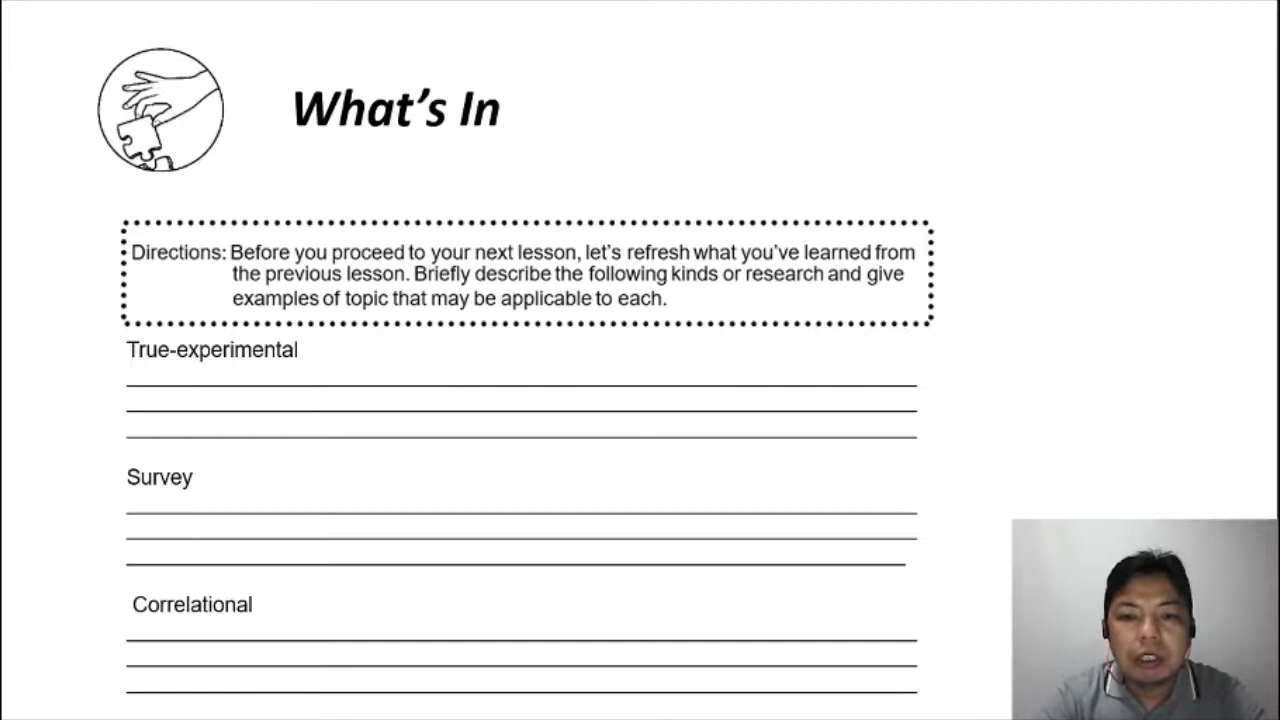 What's In
Directions: Before you proceed to your next lesson, let's refresh what you've learned from
the previous lesson. Briefly describe the following kinds or research and give
examples of topic that may be applicable to each.
True-experimental
Survey
Correlational